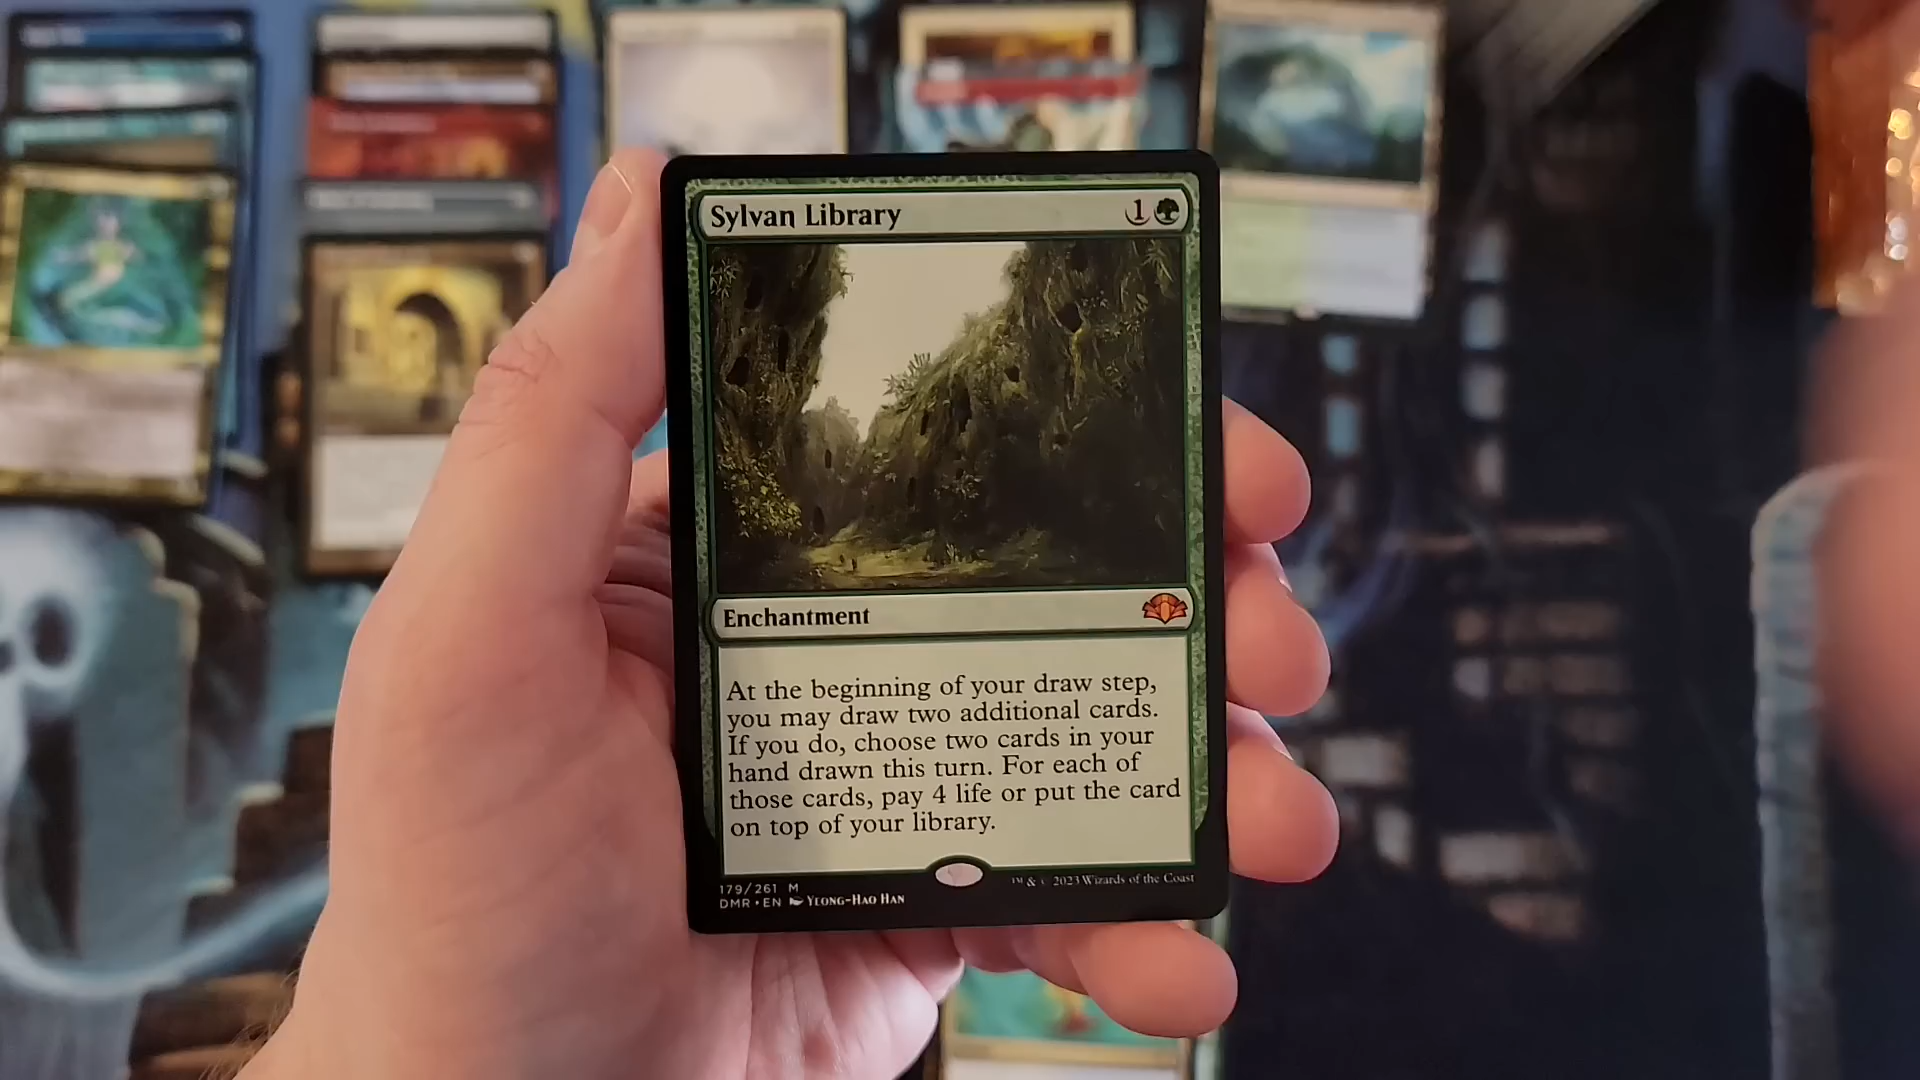 Sylvan Library 1
Enchantment
At the beginning of your draw step,
you may draw two additional cards.
If you do, choose two cards in your
hand drawn this turn. For each of
those cards, pay 4 life or put the card
on top of your library.
179/261 M
DMR • EN Yeong-Hao Han
™ & © 2023 Wizards of the Coast